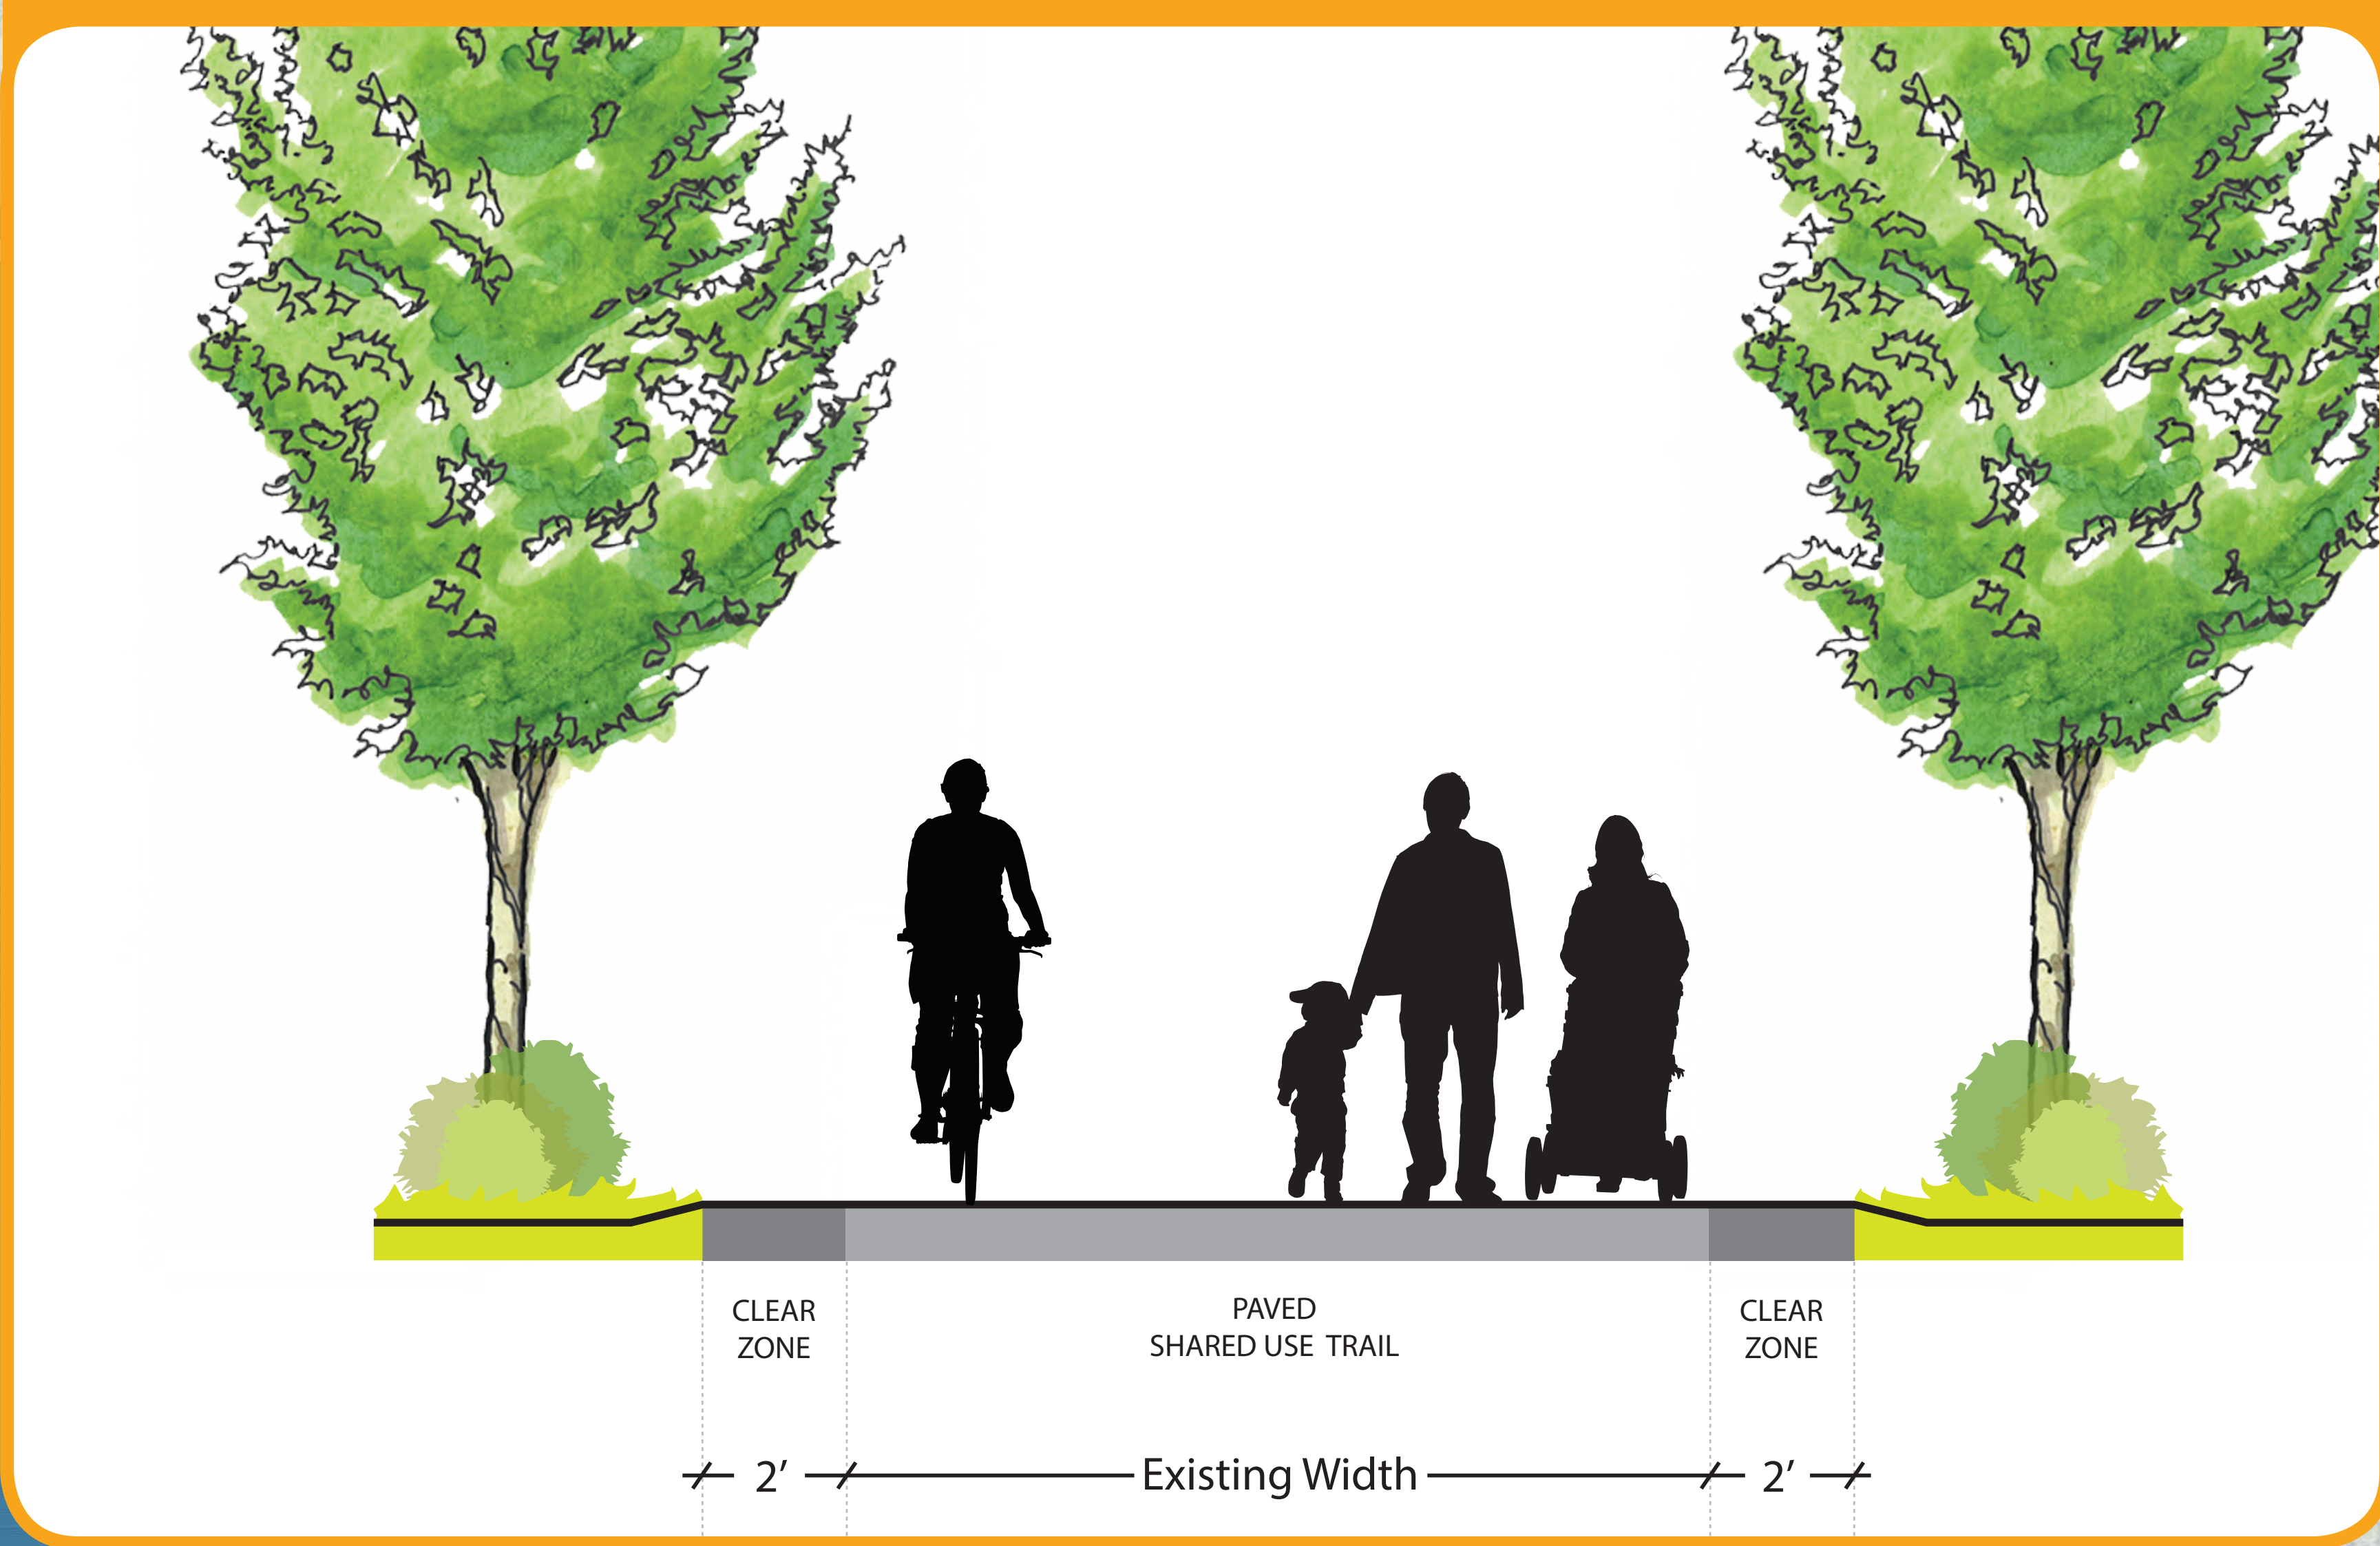 CLEAR
ZONE
PAVED
SHARED USE TRAIL
CLEAR
ZONE
2’
Existing Width
2’